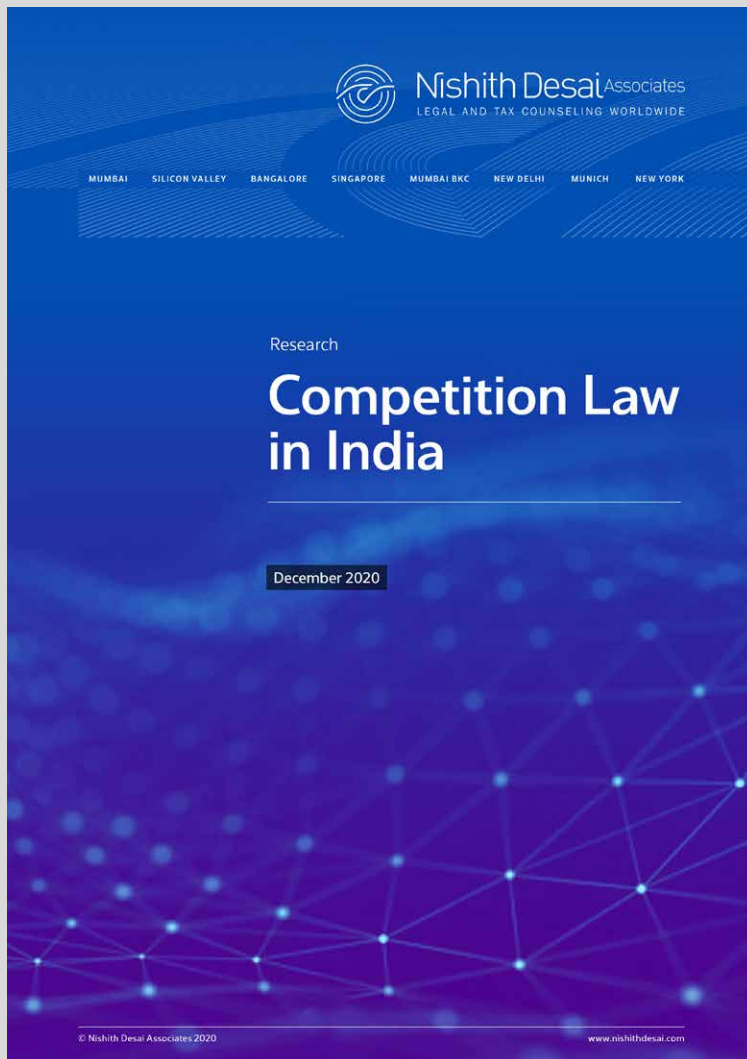 Nishith Desai Associates
LEGAL AND TAX COUNSELING WORLDWIDE
MUMBAI SILICON VALLEY BANGALORE SINGAPORE MUMBAI BKC NEW DELHI MUNICH NEW YORK
Research
Competition Law
in India
December 2020
© Nishith Desai Associates 2020 www.nishithdesai.com